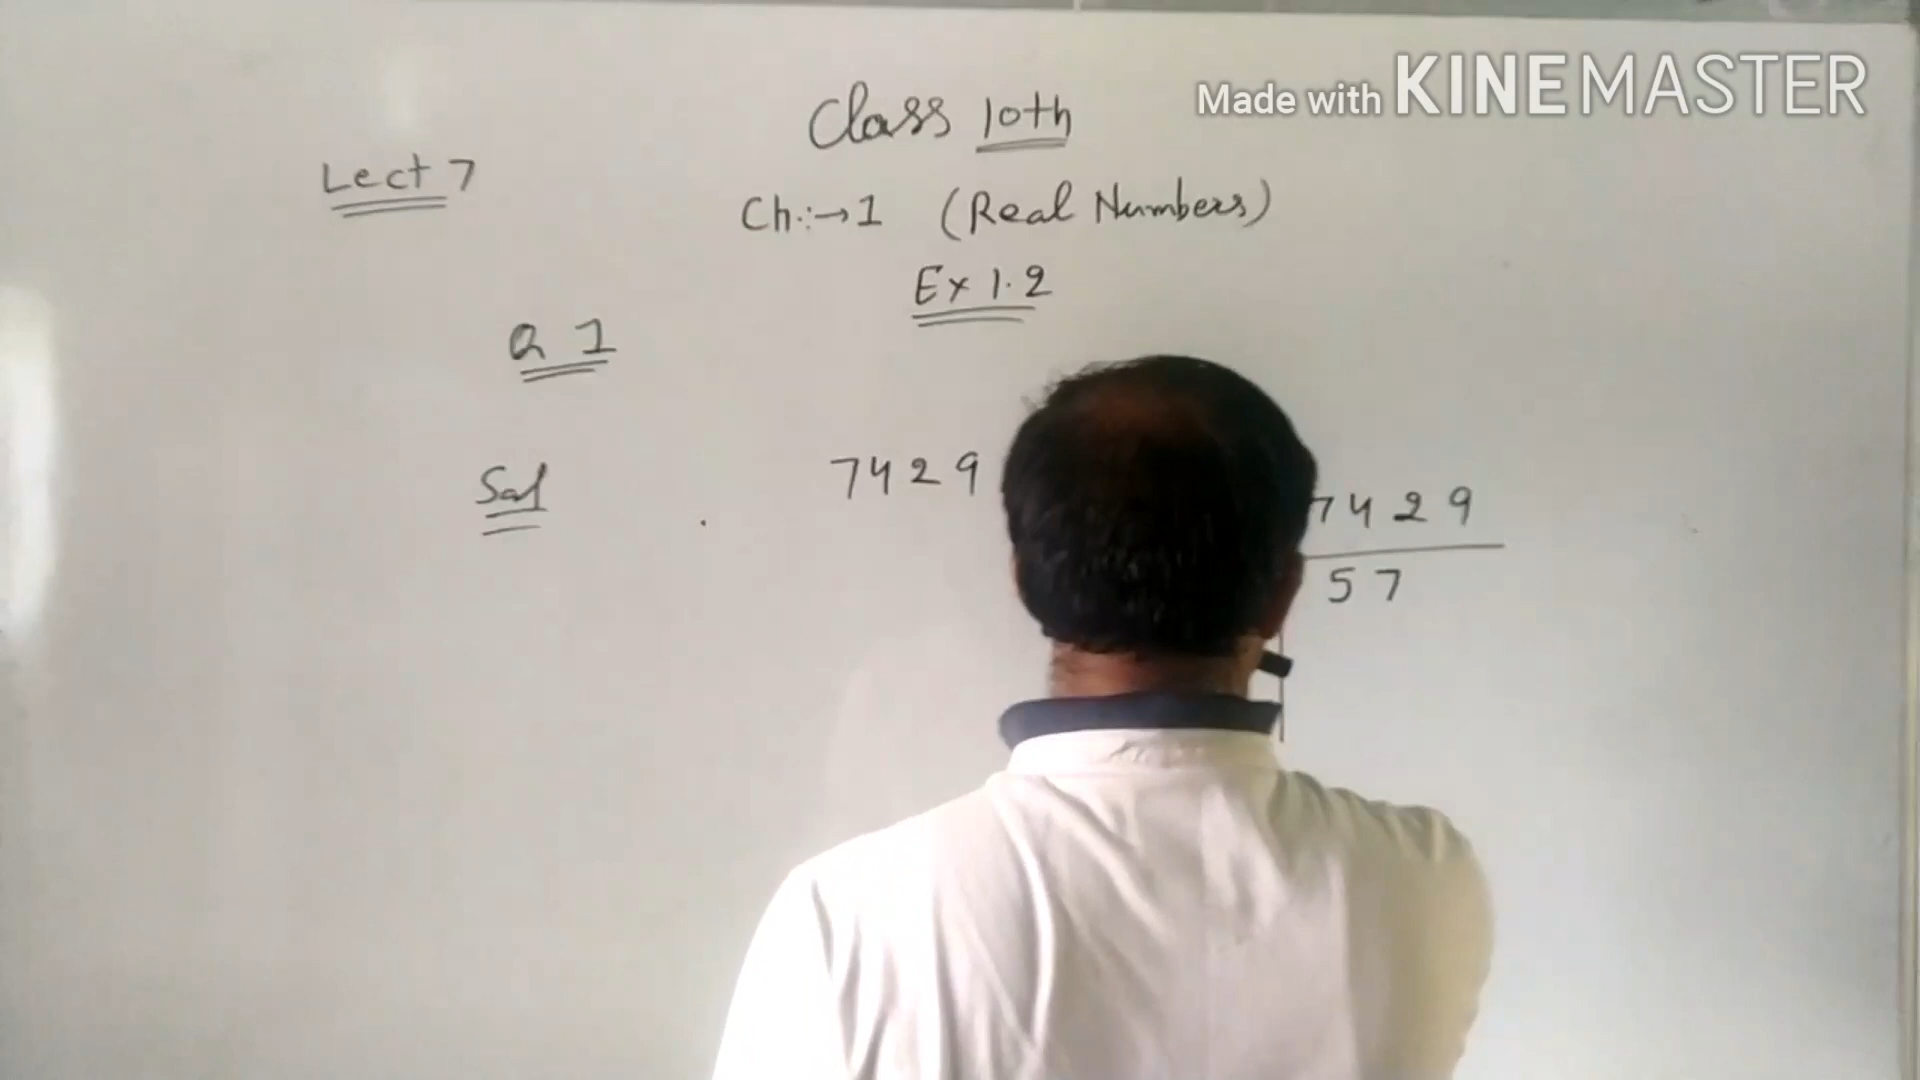 Made with KINEMASTER
Class 10th
Lect 7
Ch.:→1 (Real Numbers)
Ex 1.2
Q 1
Sol
7429
7429
57